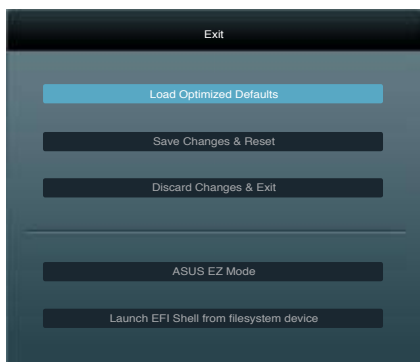 Exit
Load Optimized Defaults
Save Changes & Reset
Discard Changes & Exit
ASUS EZ Mode
Launch EFI Shell from filesystem device